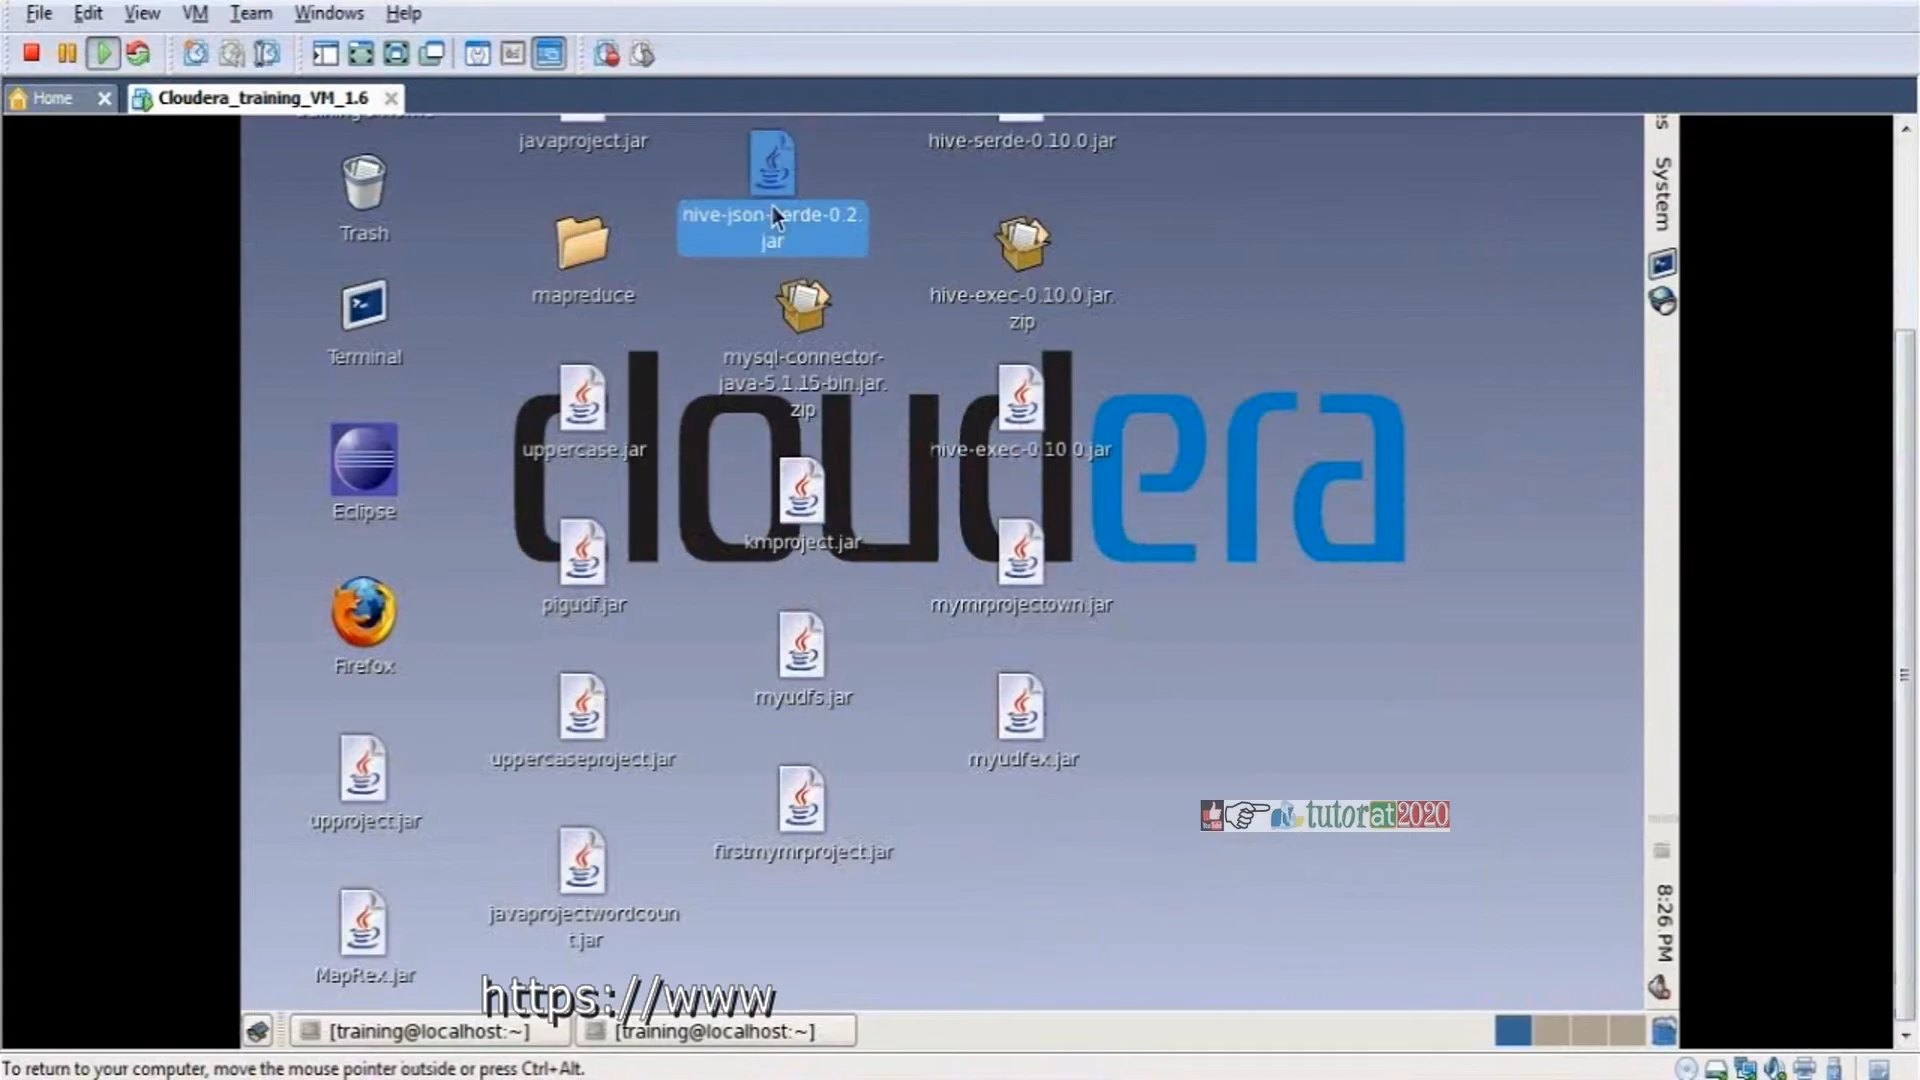 File Edit View VM Team Windows Help
Home
Cloudera_training_VM_1.6
javaproject.jar
hive-serde-0.10.0.jar
System
Trash
mapreduce
hive-json-serde-0.2.
jar
hive-exec-0.10.0.jar.
zip
Terminal
mysql-connector-
java-5.1.15-bin.jar.
zip
cloudera
uppercase.jar
hive-exec-0.10.0.jar
Eclipse
kmproject.jar
pigudf.jar
mymrprojectown.jar
Firefox
myudfs.jar
uppercaseproject.jar
myudfex.jar
upproject.jar
tutorat2020
firstmymrproject.jar
javaprojectwordcoun
t.jar
8:26 PM
MapRex.jar
https://www
[training@localhost:~]
[training@localhost:~]
To return to your computer, move the mouse pointer outside or press Ctrl+Alt.